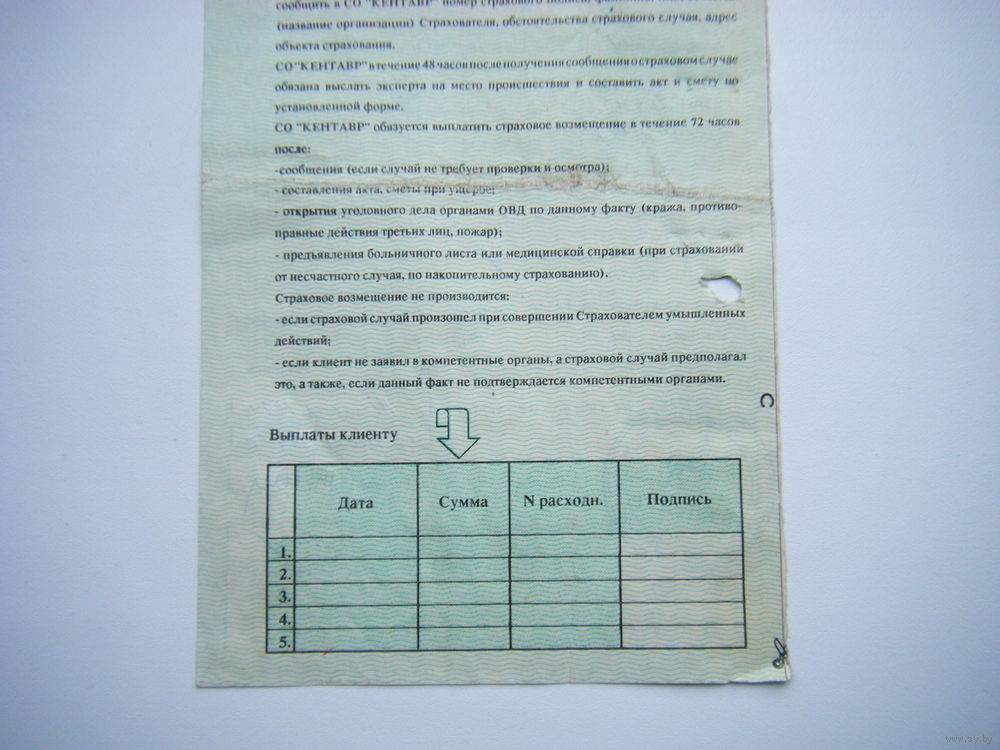 сообщить в СО "КЕНТАВР" номер страхового полиса,
(название организации) Страхователя, обстоятельства страхового случая, адрес
объекта страхования.
СО "КЕНТАВР" в течение 48 часов после получения сообщения о страховом случае
обязана выслать эксперта на место происшествия и составить акт и смету по
установленной форме.
СО "КЕНТАВР" обязуется выплатить страховое возмещение в течение 72 часов
после:
-сообщения (если случай не требует проверки и осмотра);
- составления акта, сметы при ущербе;
- открытия уголовного дела органами ОВД по данному факту (кража, противо-
правные действия третьих лиц, пожар);
- предъявления больничного листа или медицинской справки (при страховании
от несчастного случая, по накопительному страхованию).
Страховое возмещение не производится:
- если страховой случай произошел при совершении Страхователем умышленных
действий;
- если клиент не заявил в компетентные органы, а страховой случай предполагал
это, а также, если данный факт не подтверждается компетентными органами.
С
Выплаты клиенту
Дата Сумма N расходн. Подпись
1.
2.
3.
4.
5.